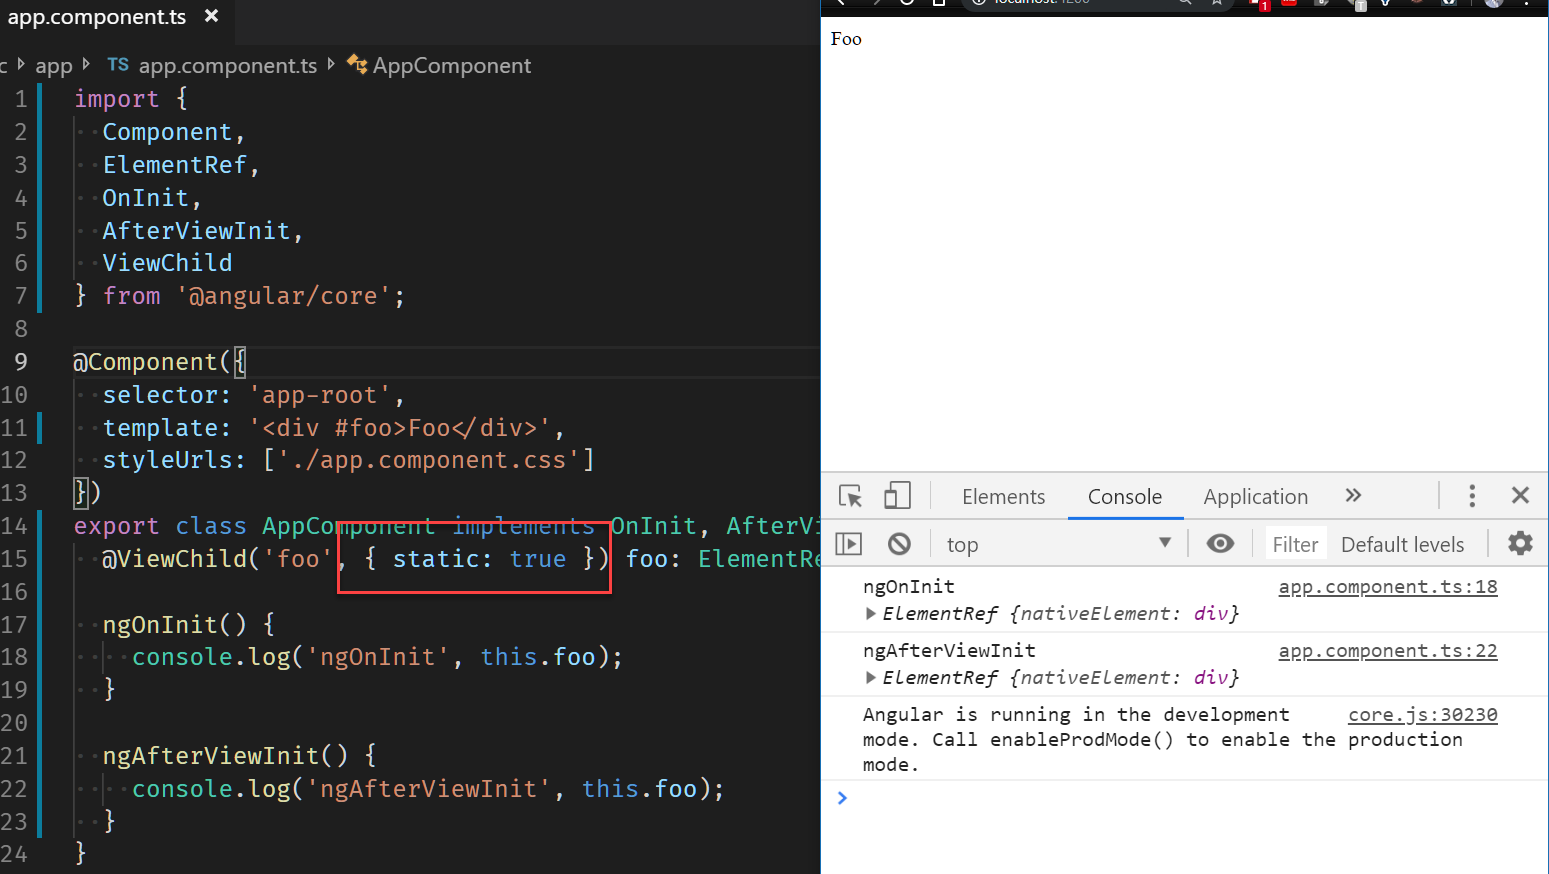 app.component.ts ×
c app TS app.component.ts AppComponent
1 import {
2 Component,
3 ElementRef,
4 OnInit,
5 AfterViewInit,
6 ViewChild
7 } from '@angular/core';
8
9 @Component({
10 selector: 'app-root',
11 template: '<div #foo>Foo</div>',
12 styleUrls: ['./app.component.css']
13 })
14 export class AppComponent implements OnInit, AfterVi
15 @ViewChild('foo', { static: true }) foo: ElementRe
16
17 ngOnInit() {
18 console.log('ngOnInit', this.foo);
19 }
20
21 ngAfterViewInit() {
22 console.log('ngAfterViewInit', this.foo);
23 }
24 }
1 T
Foo
Elements Console Application »
top Filter Default levels
ngOnInit app.component.ts:18
ElementRef {nativeElement: div}
ngAfterViewInit app.component.ts:22
ElementRef {nativeElement: div}
Angular is running in the development core.js:30230
mode. Call enableProdMode() to enable the production
mode.